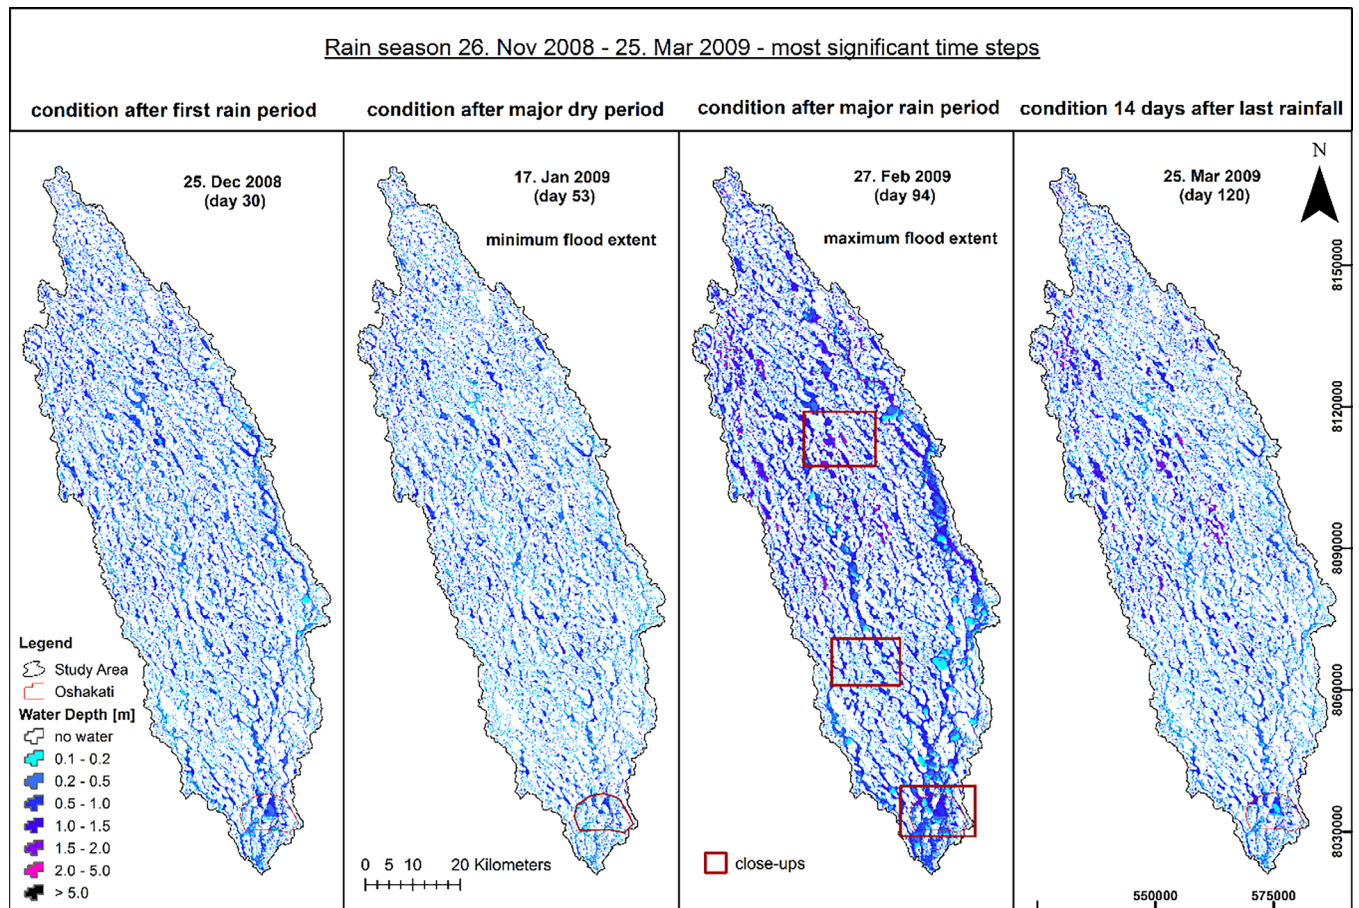 Rain season 26. Nov 2008 - 25. Mar 2009 - most significant time steps
condition after first rain period
condition after major dry period
condition after major rain period
condition 14 days after last rainfall
25. Dec 2008
(day 30)
17. Jan 2009
(day 53)
minimum flood extent
27. Feb 2009
(day 94)
maximum flood extent
25. Mar 2009
(day 120)
N
8150000
8120000
8090000
8060000
8030000
Legend
Study Area
Oshakati
Water Depth [m]
no water
0.1 - 0.2
0.2 - 0.5
0.5 - 1.0
1.0 - 1.5
1.5 - 2.0
2.0 - 5.0
> 5.0
0 5 10 20 Kilometers
close-ups
550000 575000